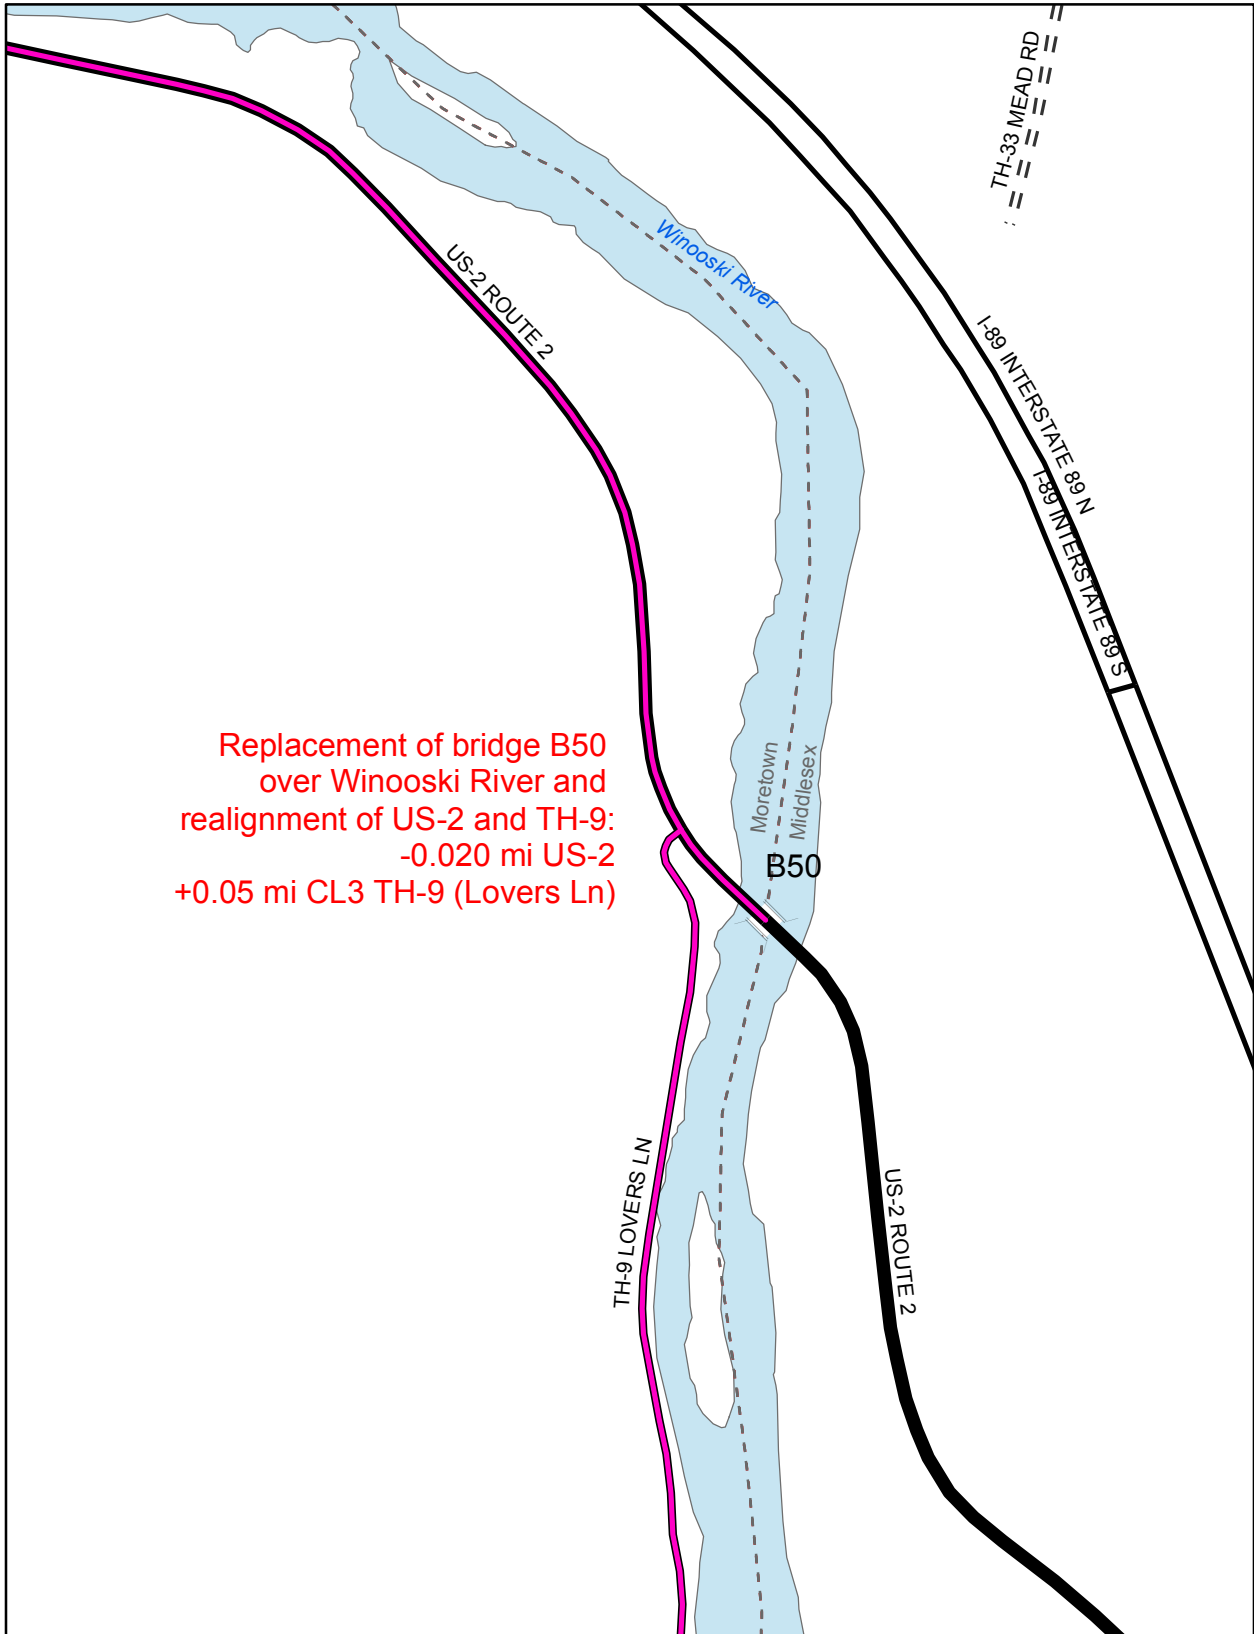 TH-33 MEAD RD
Winooski River
US-2 ROUTE 2
I-89 INTERSTATE 89 N
I-89 INTERSTATE 89 S
Replacement of bridge B50
over Winooski River and
realignment of US-2 and TH-9:
-0.020 mi US-2
+0.05 mi CL3 TH-9 (Lovers Ln)
Moretown
Middlesex
B50
TH-9 LOVERS LN
US-2 ROUTE 2